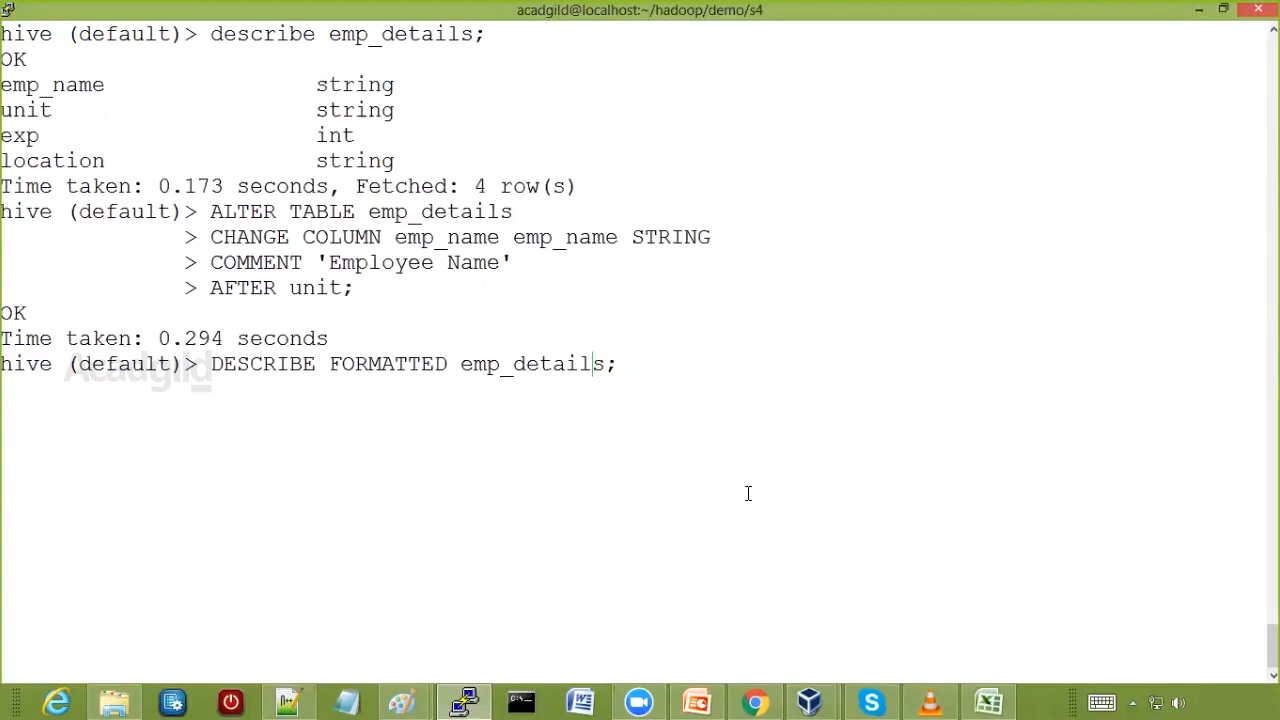 acadgild@localhost:~/hadoop/demo/s4
hive (default)> describe emp_details;
OK
emp_name                string
unit                    string
exp                     int
location                string
Time taken: 0.173 seconds, Fetched: 4 row(s)
hive (default)> ALTER TABLE emp_details
              > CHANGE COLUMN emp_name emp_name STRING
              > COMMENT 'Employee Name'
              > AFTER unit;
OK
Time taken: 0.294 seconds
hive (default)> DESCRIBE FORMATTED emp_details;
Acadgild